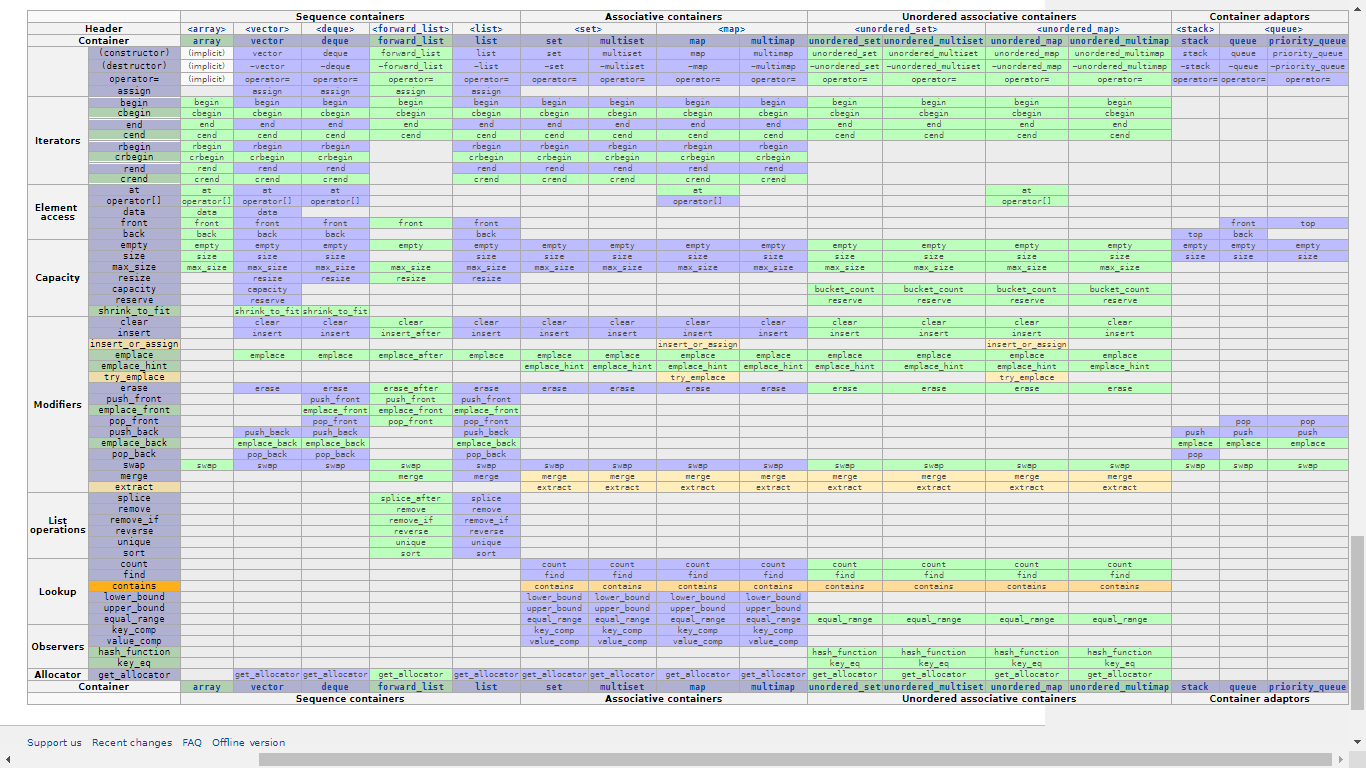 Sequence containers Associative containers Unordered associative containers Container adaptors
Header <array> <vector> <deque> <forward_list> <list> <set> <map> <unordered_set> <unordered_map> <stack> <queue>
Container array vector deque forward_list list set multiset map multimap unordered_set unordered_multiset unordered_map unordered_multimap stack queue priority_queue
(constructor) (implicit) vector deque forward_list list set multiset map multimap unordered_set unordered_multiset unordered_map unordered_multimap stack queue priority_queue
(destructor) (implicit) ~vector ~deque ~forward_list ~list ~set ~multiset ~map ~multimap ~unordered_set ~unordered_multiset ~unordered_map ~unordered_multimap ~stack ~queue ~priority_queue
operator= (implicit) operator= operator= operator= operator= operator= operator= operator= operator= operator= operator= operator= operator= operator= operator= operator=
assign assign assign assign assign
Iterators
begin begin begin begin begin begin begin begin begin begin begin begin begin begin
cbegin cbegin cbegin cbegin cbegin cbegin cbegin cbegin cbegin cbegin cbegin cbegin cbegin cbegin
end end end end end end end end end end end end end end
cend cend cend cend cend cend cend cend cend cend cend cend cend cend
rbegin rbegin rbegin rbegin rbegin rbegin rbegin rbegin rbegin
crbegin crbegin crbegin crbegin crbegin crbegin crbegin crbegin crbegin
rend rend rend rend rend rend rend rend rend
crend crend crend crend crend crend crend crend crend
Element
access
at at at at at at
operator[] operator[] operator[] operator[] operator[] operator[]
data data data
front front front front front front front top
back back back back back top back
Capacity
empty empty empty empty empty empty empty empty empty empty empty empty empty empty empty empty empty
size size size size size size size size size size size size size size size size
max_size max_size max_size max_size max_size max_size max_size max_size max_size max_size max_size max_size max_size max_size
resize resize resize resize resize
capacity capacity bucket_count bucket_count bucket_count bucket_count
reserve reserve reserve reserve reserve reserve
shrink_to_fit shrink_to_fit shrink_to_fit
Modifiers
clear clear clear clear clear clear clear clear clear clear clear clear clear
insert insert insert insert_after insert insert insert insert insert insert insert insert insert
insert_or_assign insert_or_assign insert_or_assign
emplace emplace emplace emplace_after emplace emplace emplace emplace emplace emplace emplace emplace emplace
emplace_hint emplace_hint emplace_hint emplace_hint emplace_hint emplace_hint emplace_hint emplace_hint emplace_hint
try_emplace try_emplace try_emplace
erase erase erase erase_after erase erase erase erase erase erase erase erase erase
push_front push_front push_front push_front
emplace_front emplace_front emplace_front emplace_front
pop_front pop_front pop_front pop_front pop pop
push_back push_back push_back push_back push push push
emplace_back emplace_back emplace_back emplace_back emplace emplace emplace
pop_back pop_back pop_back pop_back pop
swap swap swap swap swap swap swap swap swap swap swap swap swap swap swap swap swap
merge merge merge merge merge merge merge merge merge merge merge
extract extract extract extract extract extract extract extract extract
List
operations
splice splice_after splice
remove remove remove
remove_if remove_if remove_if
reverse reverse reverse
unique unique unique
sort sort sort
Lookup
count count count count count count count count count
find find find find find find find find find
contains contains contains contains contains contains contains contains contains
lower_bound lower_bound lower_bound lower_bound lower_bound
upper_bound upper_bound upper_bound upper_bound upper_bound
equal_range equal_range equal_range equal_range equal_range equal_range equal_range equal_range equal_range
Observers
key_comp key_comp key_comp key_comp key_comp
value_comp value_comp value_comp value_comp value_comp
hash_function hash_function hash_function hash_function hash_function
key_eq key_eq key_eq key_eq key_eq
Allocator get_allocator get_allocator get_allocator get_allocator get_allocator get_allocator get_allocator get_allocator get_allocator get_allocator get_allocator get_allocator get_allocator
Container array vector deque forward_list list set multiset map multimap unordered_set unordered_multiset unordered_map unordered_multimap stack queue priority_queue
Sequence containers Associative containers Unordered associative containers Container adaptors
Support us Recent changes FAQ Offline version